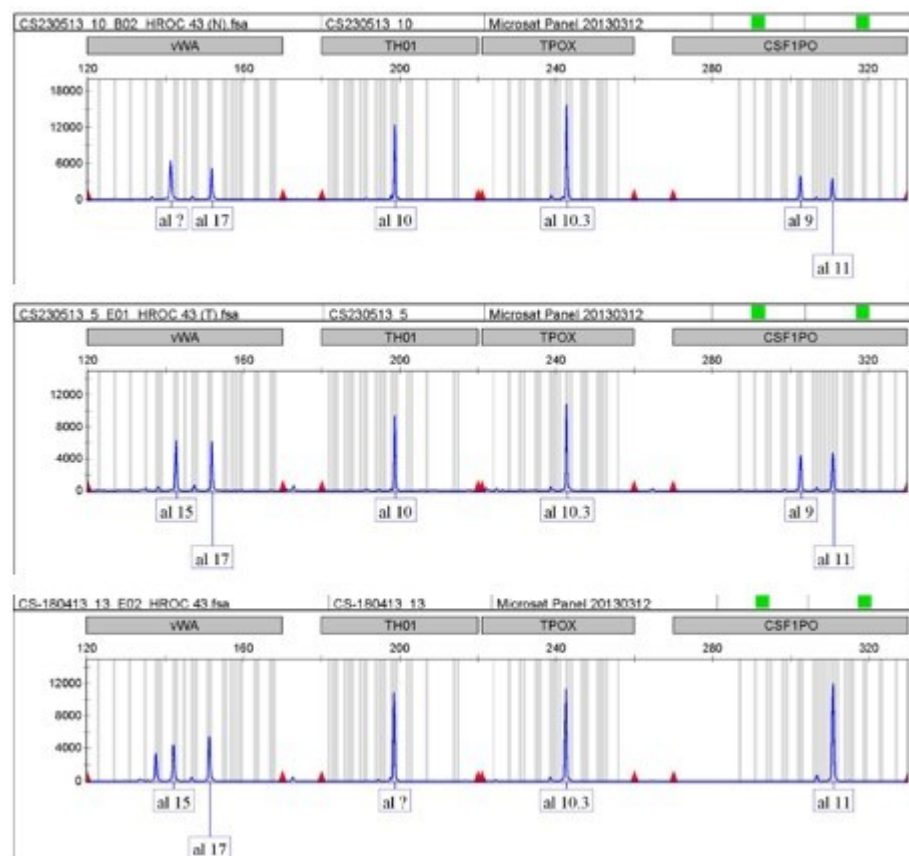 CS230513_10_B02_HROC 43 (N).fsa CS230513_10 Microsat Panel 20130312
vWA TH01 TPOX CSF1PO
120 160 200 240 280 320
18000
12000
6000
0
al ? al 17 al 10 al 10.3 al 9
al 11
CS230513_5_E01_HROC 43 (T).fsa CS230513_5 Microsat Panel 20130312
vWA TH01 TPOX CSF1PO
120 160 200 240 280 320
12000
8000
4000
0
al 15 al 10 al 10.3 al 9
al 17 al 11
CS-180413_13_E02_HROC 43.fsa CS-180413_13 Microsat Panel 20130312
vWA TH01 TPOX CSF1PO
120 160 200 240 280 320
12000
8000
4000
0
al 15 al ? al 10.3 al 11
al 17